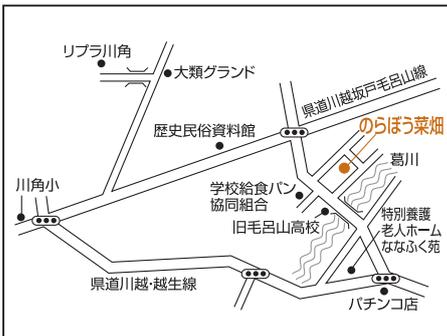 リプラ川角
大類グランド
県道川越坂戸毛呂山線
のらぼう菜畑
歴史民俗資料館
葛川
川角小
学校給食パン
協同組合
旧毛呂山高校
特別養護
老人ホーム
ななふく苑
県道川越・越生線
パチンコ店